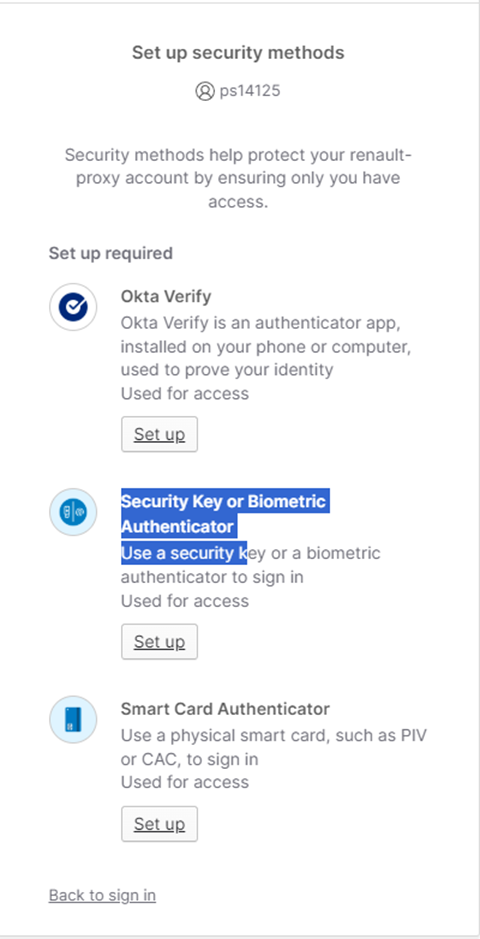 Set up security methods
ps14125
Security methods help protect your renault-
proxy account by ensuring only you have
access.
Set up required
Okta Verify
Okta Verify is an authenticator app,
installed on your phone or computer,
used to prove your identity
Used for access
Set up
Security Key or Biometric
Authenticator
Use a security key or a biometric
authenticator to sign in
Used for access
Set up
Smart Card Authenticator
Use a physical smart card, such as PIV
or CAC, to sign in
Used for access
Set up
Back to sign in